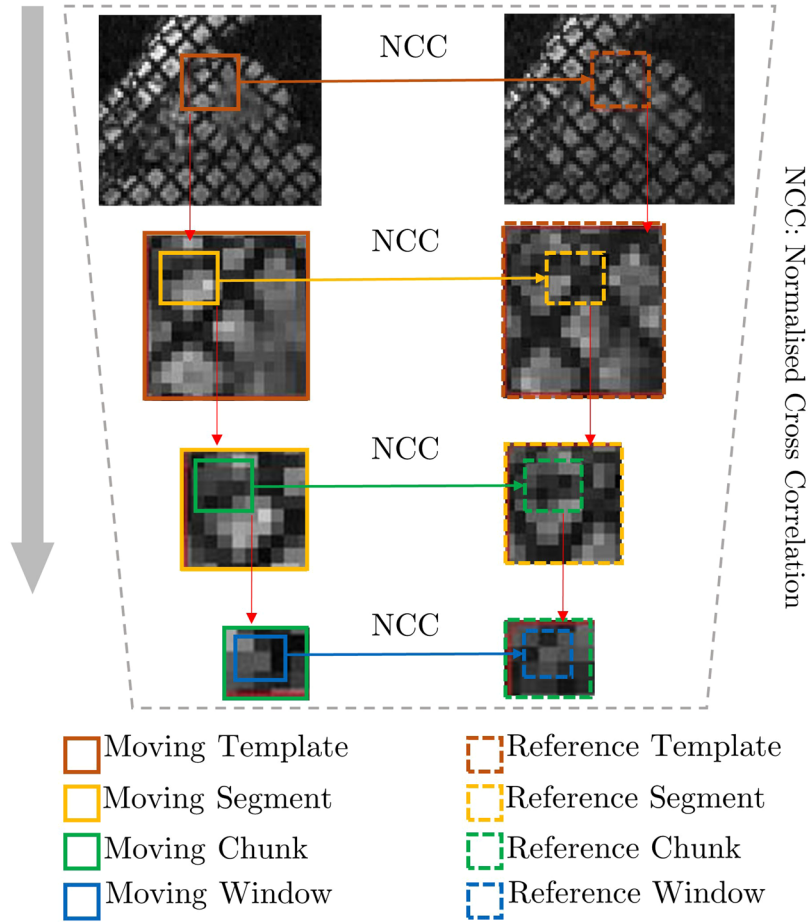 NCC
NCC
NCC
NCC
NCC: Normalised Cross Correlation
Moving Template
Reference Template
Moving Segment
Reference Segment
Moving Chunk
Reference Chunk
Moving Window
Reference Window